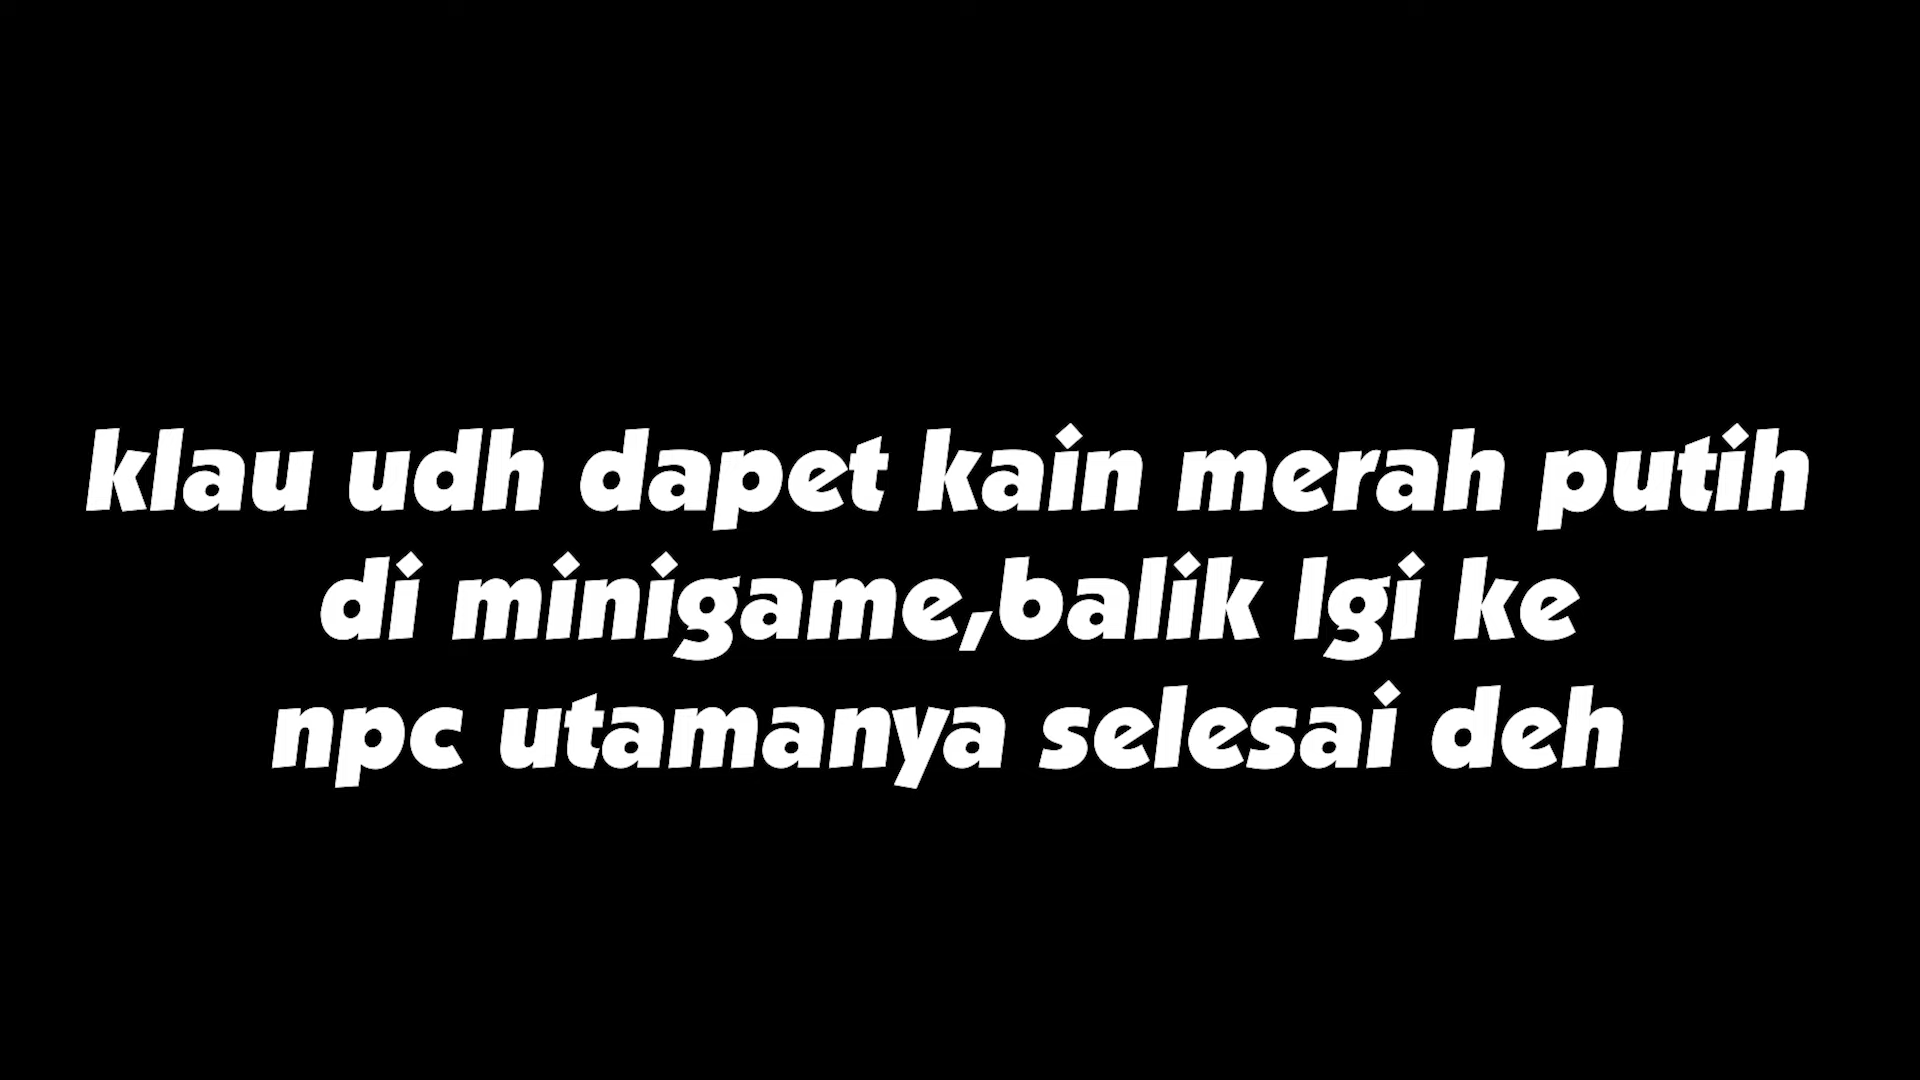 klau udh dapet kain merah putih
di minigame,balik lgi ke
npc utamanya selesai deh